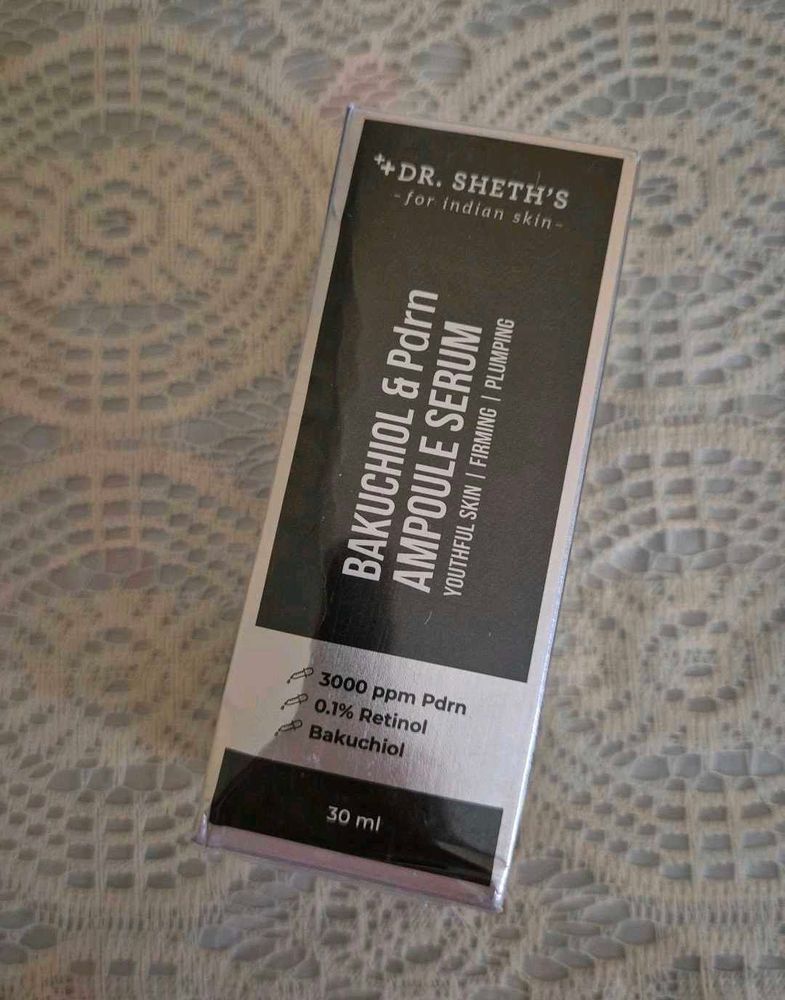 DR. SHETH'S
-for indian skin-
BAKUCHIOL & Pdrn
AMPOULE SERUM
YOUTHFUL SKIN | FIRMING | PLUMPING
3000 ppm Pdrn
0.1% Retinol
Bakuchiol
30 ml